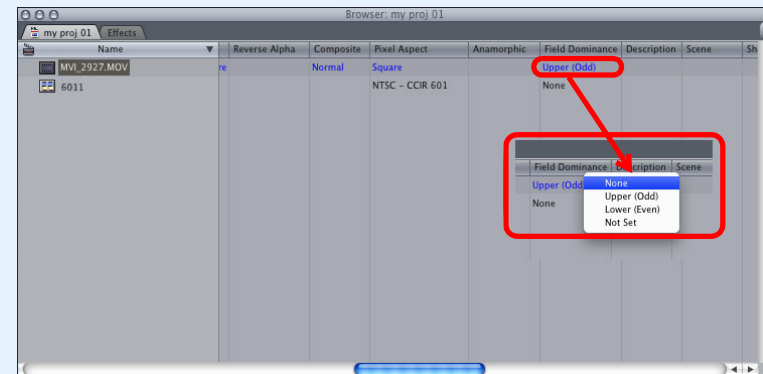 Browser: my proj 01
my proj 01 Effects
Name Reverse Alpha Composite Pixel Aspect Anamorphic Field Dominance Description Scene Sh
MVI_2927.MOV re Normal Square Upper (Odd)
6011 NTSC - CCIR 601 None
Field Dominance Scene
Upper (Odd) None
Upper (Odd)
None Lower (Even)
Not Set